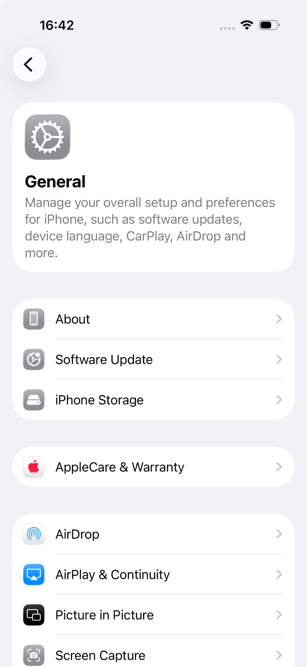 16:42
General
Manage your overall setup and preferences
for iPhone, such as software updates,
device language, CarPlay, AirDrop and
more.
About
Software Update
iPhone Storage
AppleCare & Warranty
AirDrop
AirPlay & Continuity
Picture in Picture
Screen Capture